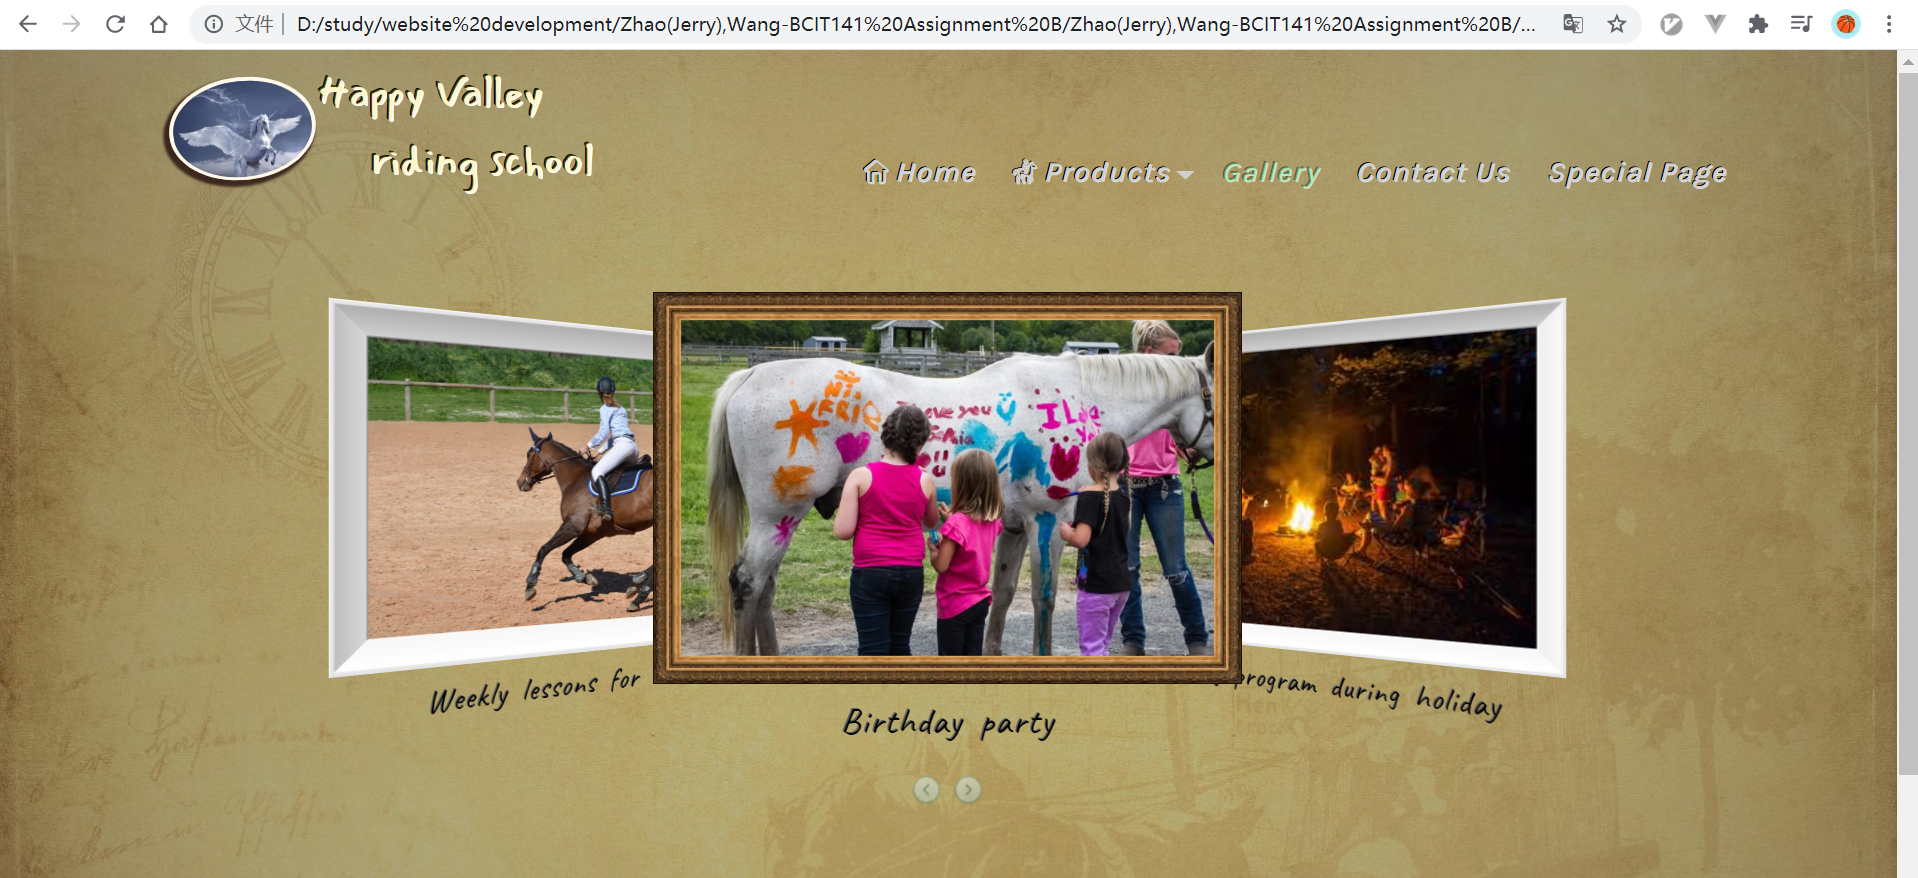 文件 | D:/study/website%20development/Zhao(Jerry),Wang-BCIT141%20Assignment%20B/Zhao(Jerry),Wang-BCIT141%20Assignment%20B/...
Happy Valley
riding school
Home Products Gallery Contact Us Special Page
Weekly lessons for
program during holiday
Birthday party